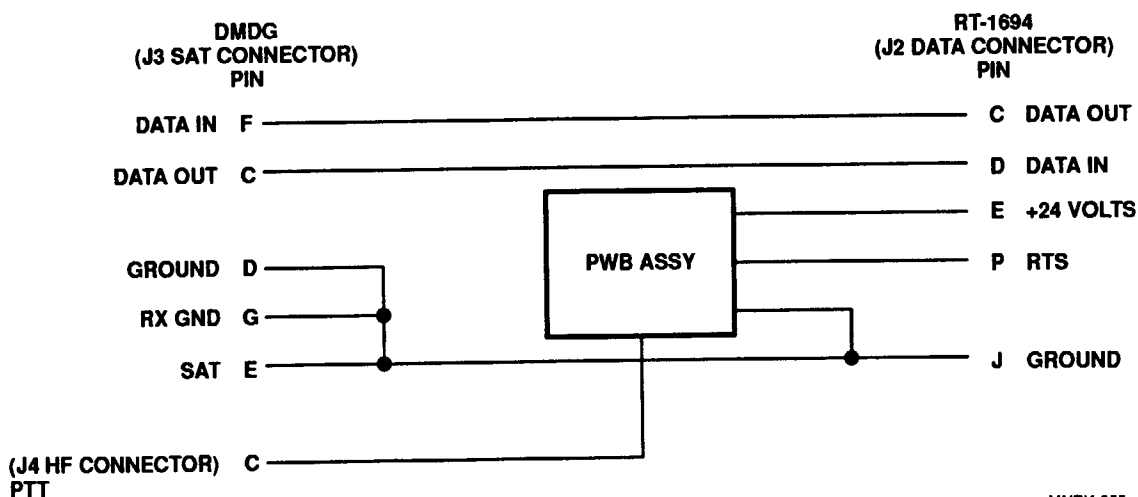 DMDG
(J3 SAT CONNECTOR)
PIN
RT-1694
(J2 DATA CONNECTOR)
PIN
DATA IN F
C DATA OUT
DATA OUT C
D DATA IN
E +24 VOLTS
PWB ASSY
GROUND D
P RTS
RX GND G
SAT E
J GROUND
(J4 HF CONNECTOR) C
PTT